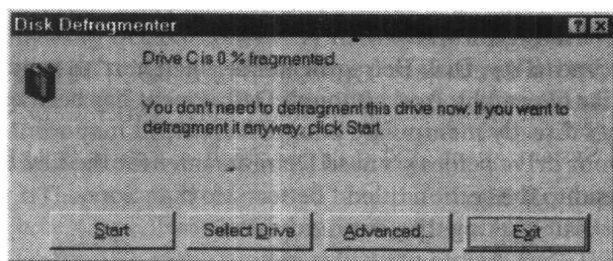 Disk Defragmenter
Drive C is 0 % fragmented.
You don't need to defragment this drive now. If you want to
defragment it anyway, click Start.
Start
Select Drive
Advanced...
Exit